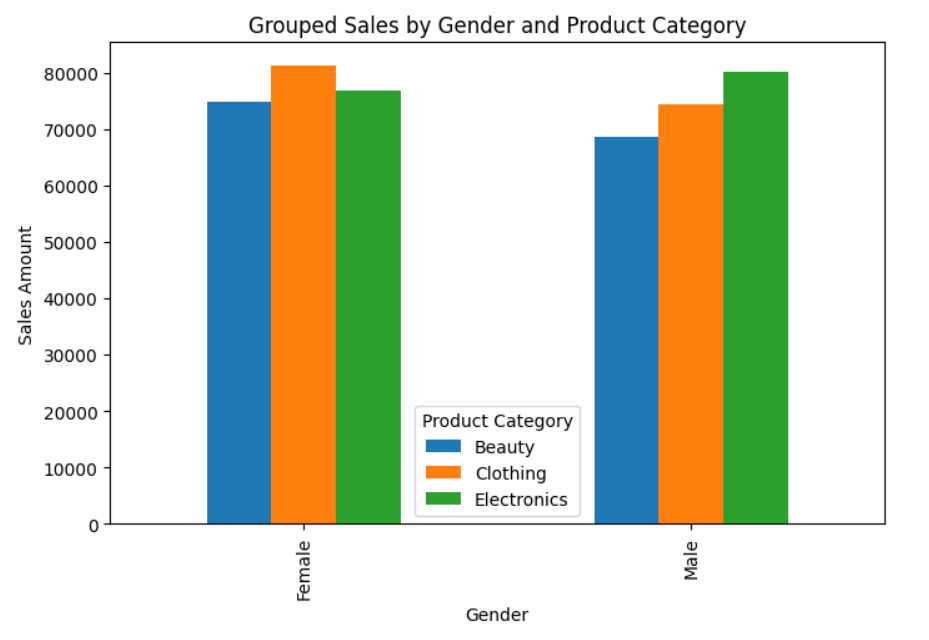 Grouped Sales by Gender and Product Category
Sales Amount
80000
70000
60000
50000
40000
30000
20000
10000
0
Product Category
Beauty
Clothing
Electronics
Female
Male
Gender